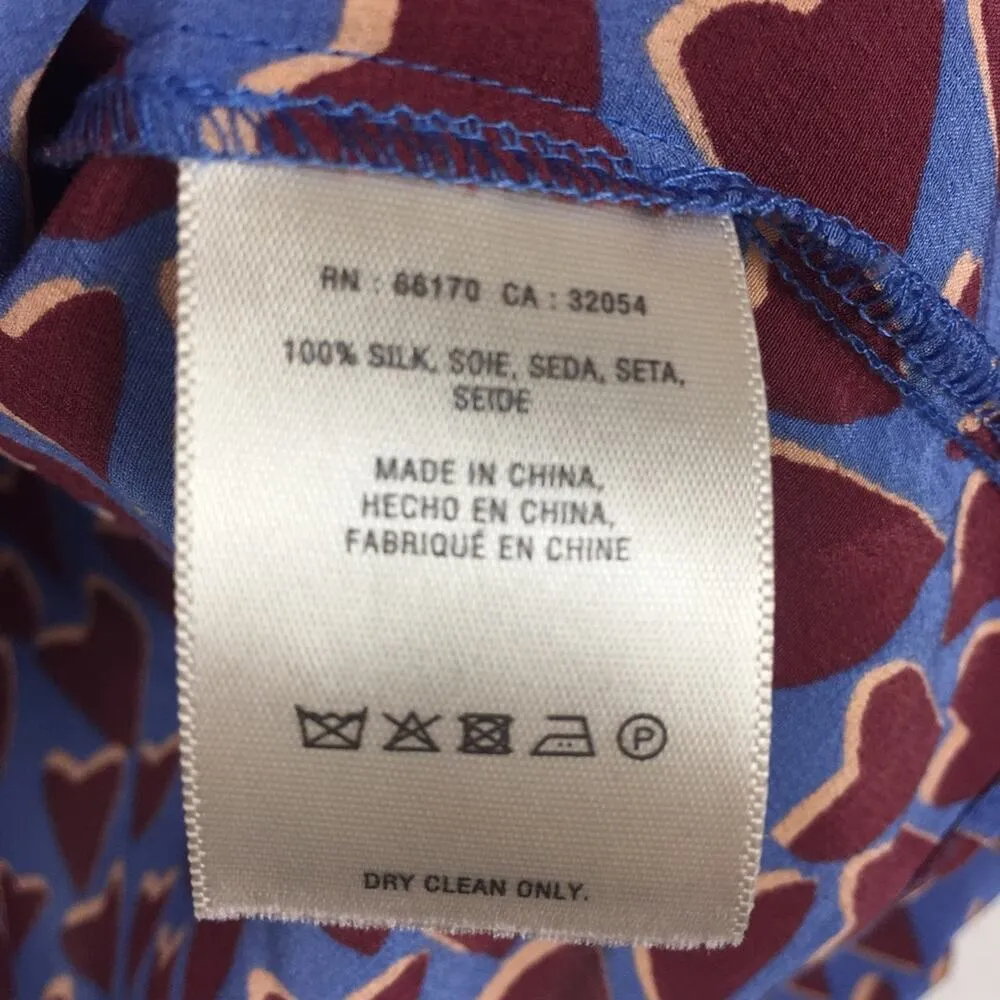 RN : 66170 CA : 32054
100% SILK, SOIE, SEDA, SETA,
SEIDE
MADE IN CHINA,
HECHO EN CHINA,
FABRIQUÉ EN CHINE
P
DRY CLEAN ONLY.